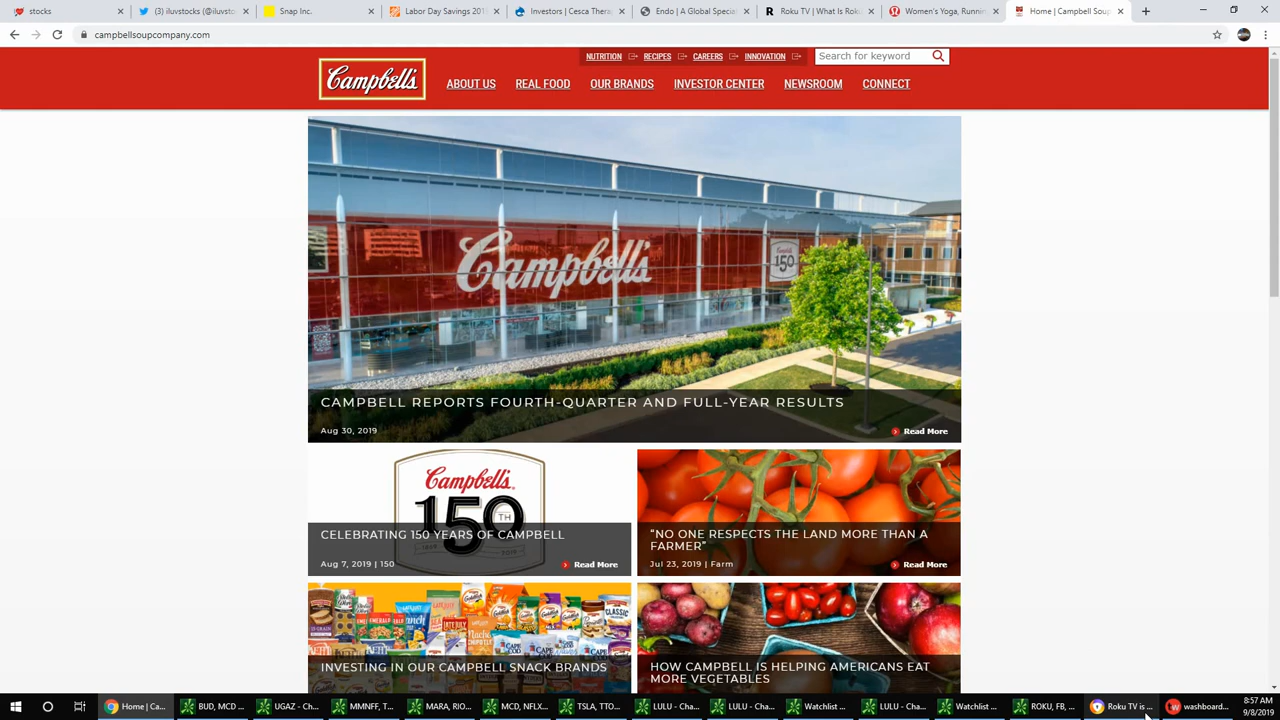 stocks
(3) iluvstocks (@iluvsto
Snap Inc.
Labor Day Savings 201
Investors | Cesca Thera
Endo | A Global Speci
Roku TV | What Is Rok
Women's Yoga, Runnin
Home | Campbell Soup
campbellsoupcompany.com
NUTRITION RECIPES CAREERS INNOVATION Search for keyword
Campbell's
ABOUT US REAL FOOD OUR BRANDS INVESTOR CENTER NEWSROOM CONNECT
Campbell's
150
CAMPBELL REPORTS FOURTH-QUARTER AND FULL-YEAR RESULTS
Aug 30, 2019 Read More
Campbell's
150 TH
CELEBRATING 150 YEARS OF CAMPBELL
Aug 7, 2019 | 150 Read More
"NO ONE RESPECTS THE LAND MORE THAN A
FARMER"
Jul 23, 2019 | Farm Read More
INVESTING IN OUR CAMPBELL SNACK BRANDS
HOW CAMPBELL IS HELPING AMERICANS EAT
MORE VEGETABLES
Home | Ca...
BUD, MCD ...
UGAZ - Ch...
MMNFF, T...
MARA, RIO...
MCD, NFLX...
TSLA, TTO...
LULU - Cha...
LULU - Cha...
Watchlist ...
LULU - Cha...
Watchlist ...
ROKU, FB, ...
Roku TV is ...
washboard...
8:57 AM
9/8/2019